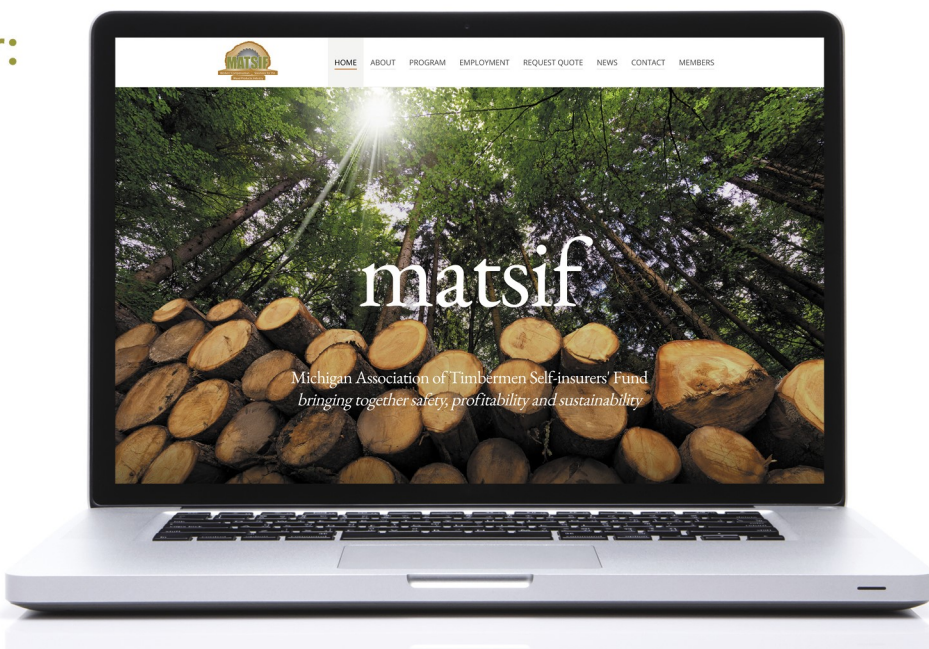 MATSIF
HOME ABOUT PROGRAM EMPLOYMENT REQUEST QUOTE NEWS CONTACT MEMBERS
matsif
Michigan Association of Timbermen Self-insurers' Fund
bringing together safety, profitability and sustainability